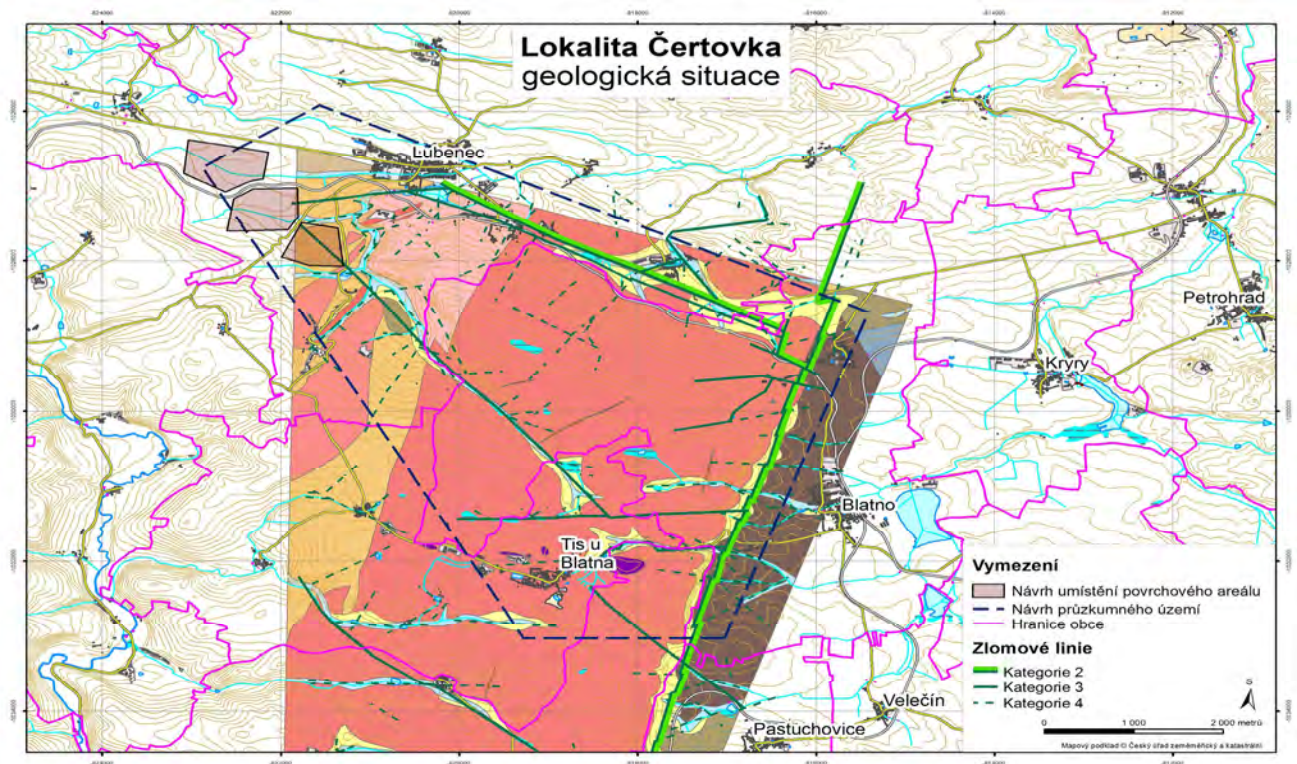 Lokalita Čertovka
geologická situace
Lubenec
Petrohrad
Kryry
Blatno
Tis u
Blatna
Velečín
Pastuchovice
Vymezení
Návrh umístění povrchového areálu
Návrh průzkumného území
Hranice obce
Zlomové linie
Kategorie 2
Kategorie 3
Kategorie 4
S
0 1 000 2 000 metrů
Mapový podklad © Český úřad zeměměřický a katastrální